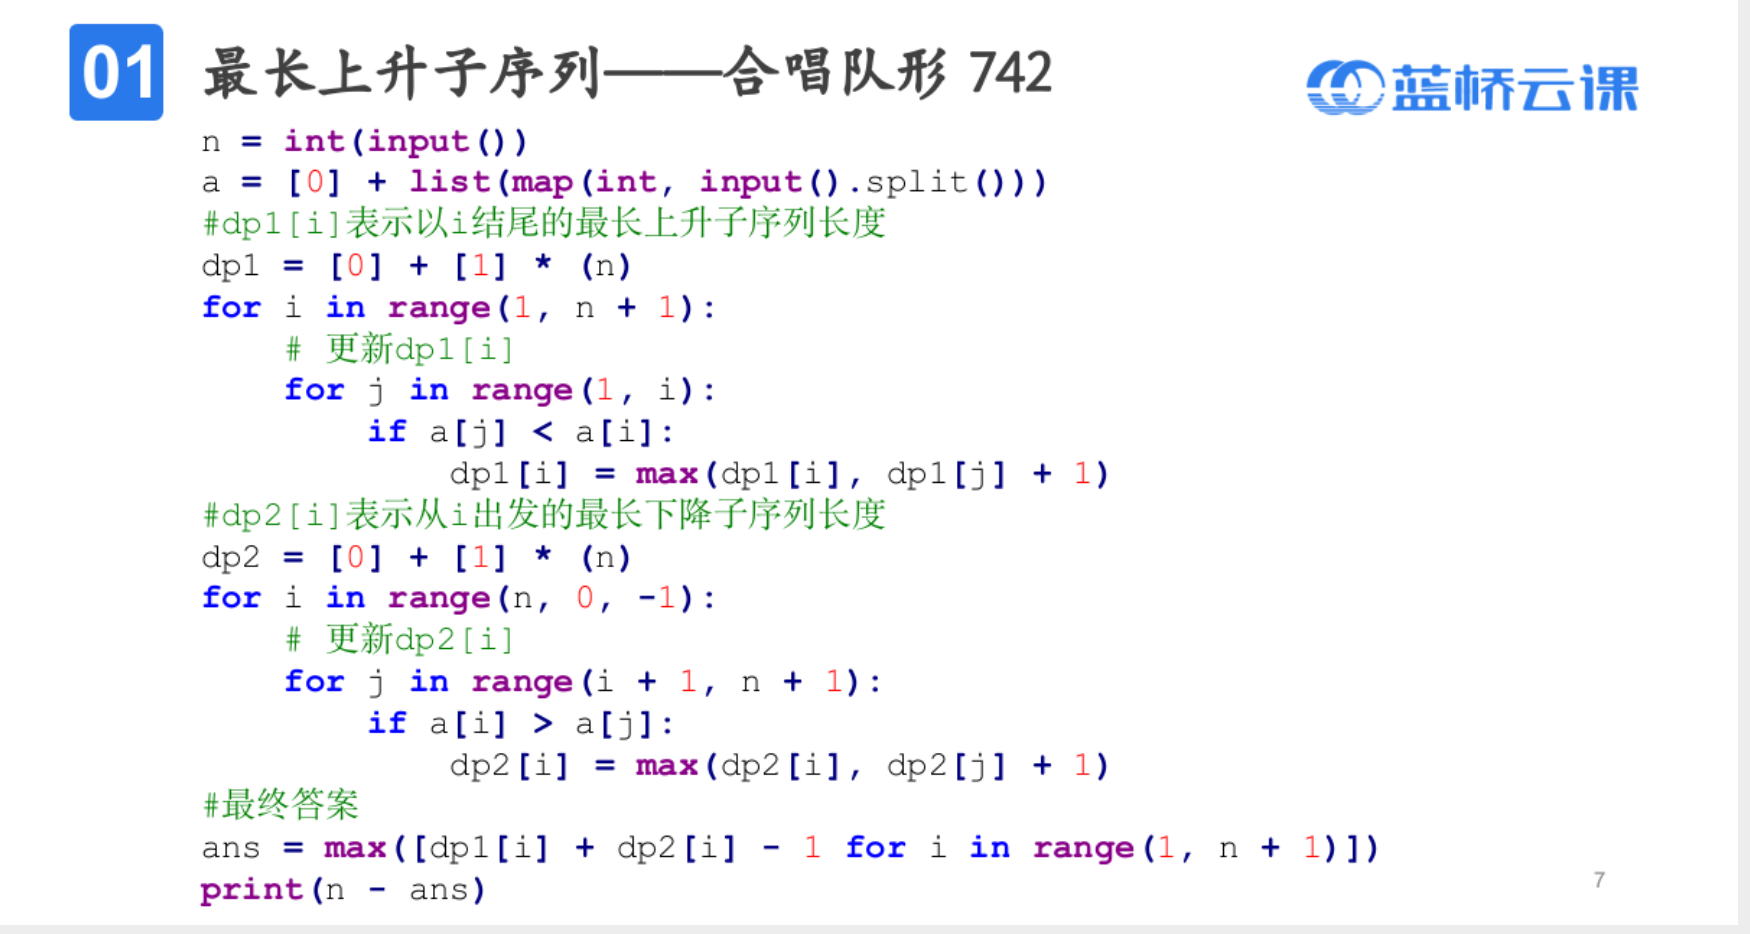 01 最长上升子序列——合唱队形 742
蓝桥云课
n = int(input())
a = [0] + list(map(int, input().split()))
#dp1[i]表示以i结尾的最长上升子序列长度
dp1 = [0] + [1] * (n)
for i in range(1, n + 1):
    # 更新dp1[i]
    for j in range(1, i):
        if a[j] < a[i]:
            dp1[i] = max(dp1[i], dp1[j] + 1)
#dp2[i]表示从i出发的最长下降子序列长度
dp2 = [0] + [1] * (n)
for i in range(n, 0, -1):
    # 更新dp2[i]
    for j in range(i + 1, n + 1):
        if a[i] > a[j]:
            dp2[i] = max(dp2[i], dp2[j] + 1)
#最终答案
ans = max([dp1[i] + dp2[i] - 1 for i in range(1, n + 1)])
print(n - ans)
7